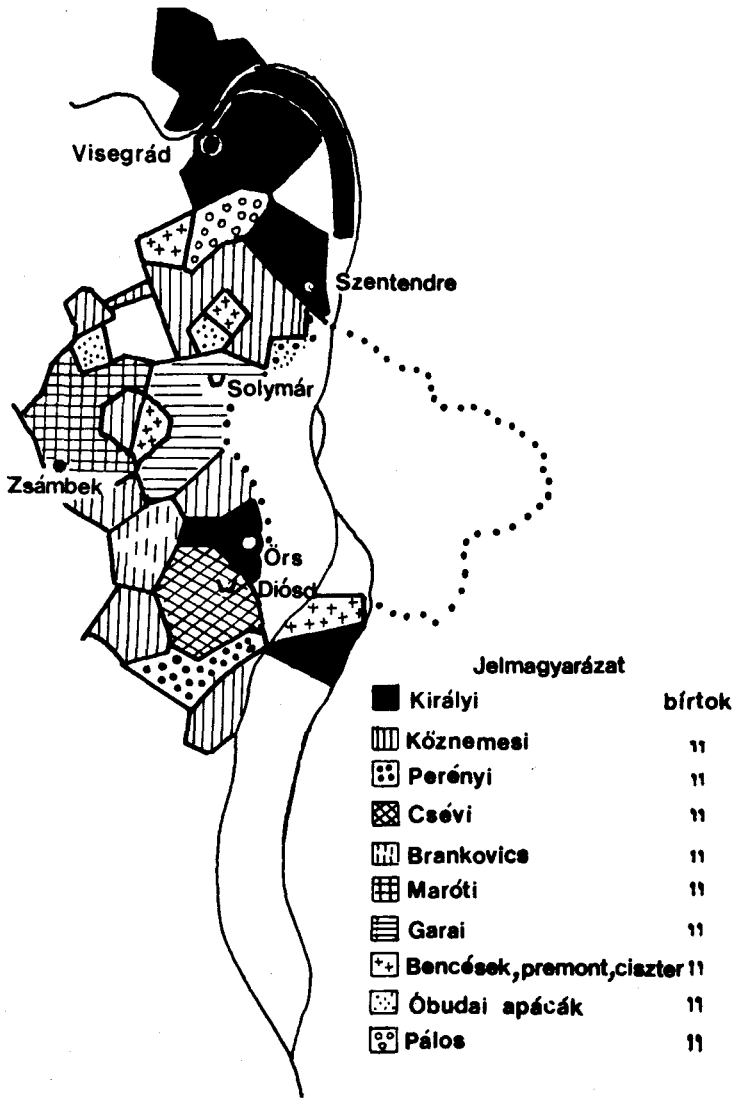 Visegrád
Szentendre
Solymár
Zsámbek
Örs
Diósd
Jelmagyarázat
Királyi bírtok
Köznemesi "
Perényi "
Csévi "
Brankovics "
Maróti "
Garai "
Bencések, premont, ciszter "
Óbudai apácák "
Pálos "